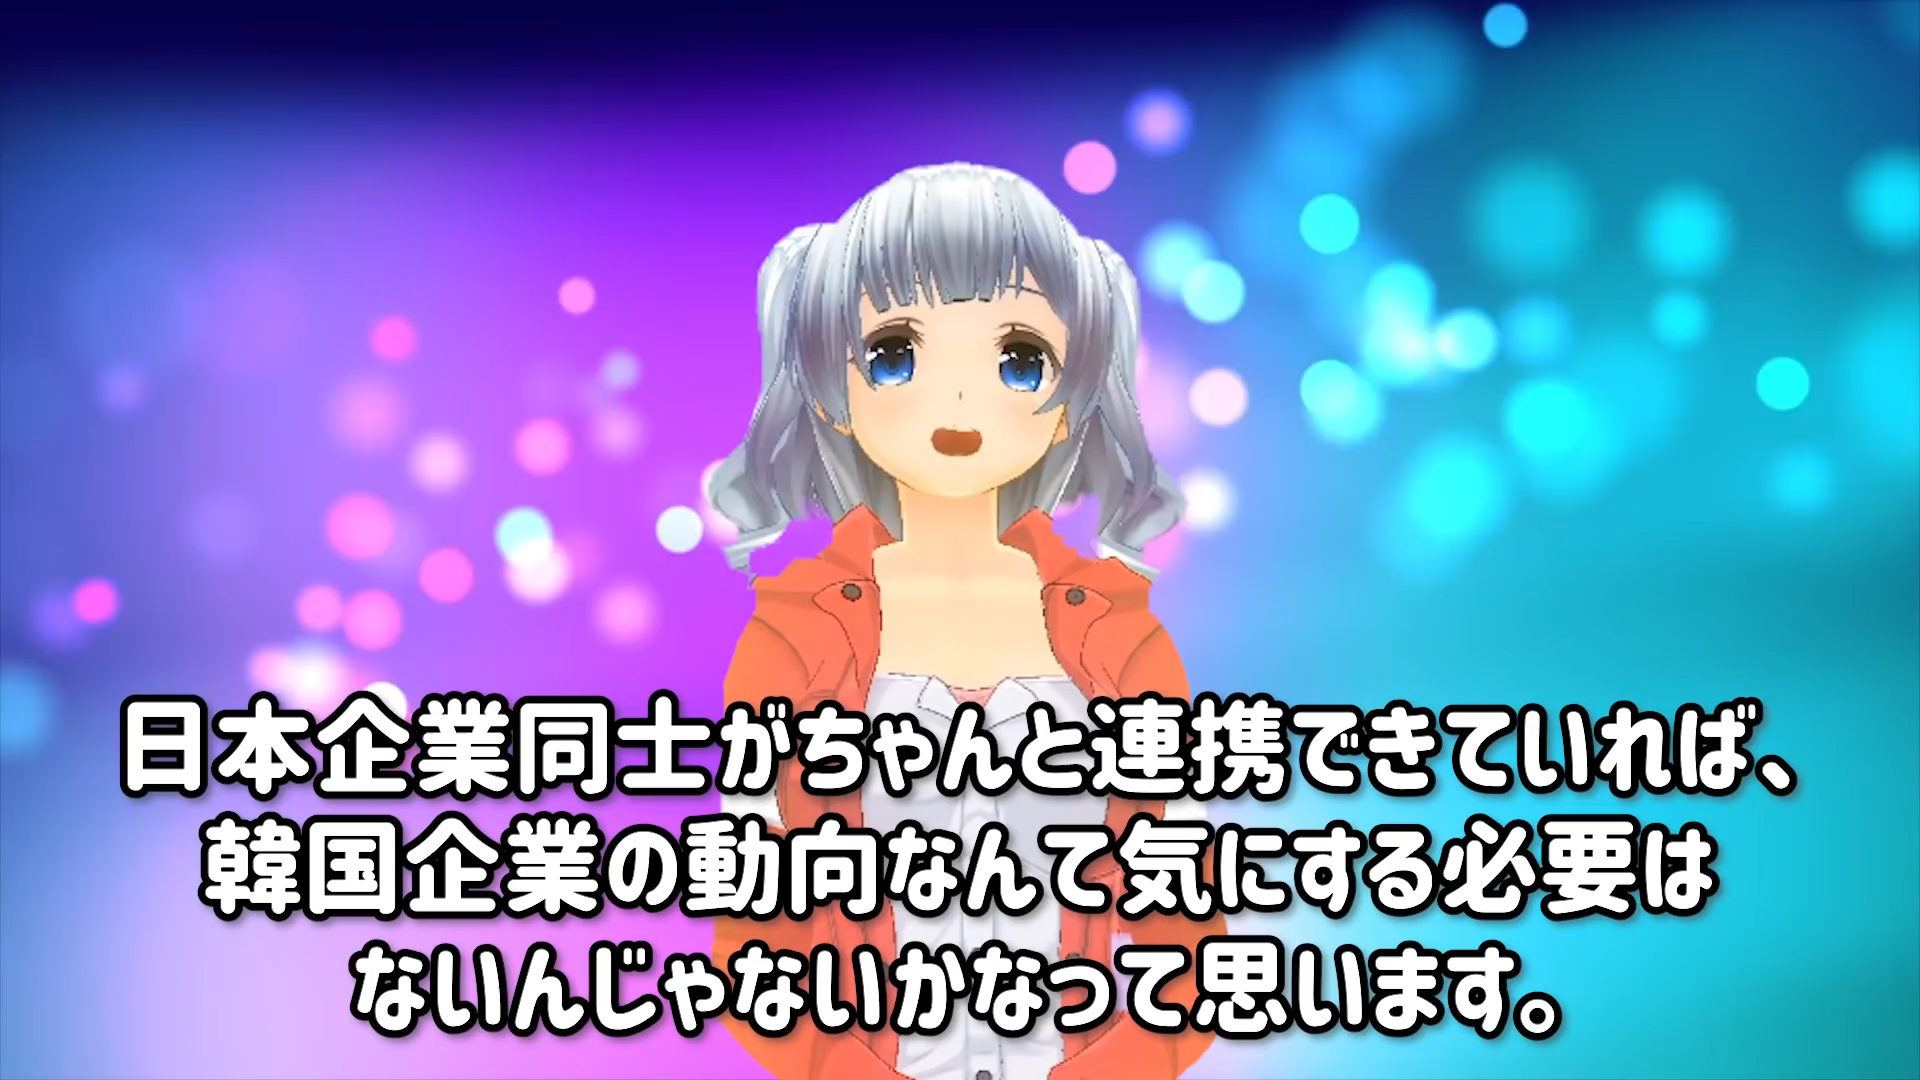 日本企業同士がちゃんと連携できていれば、
韓国企業の動向なんて気にする必要は
ないんじゃないかなって思います。